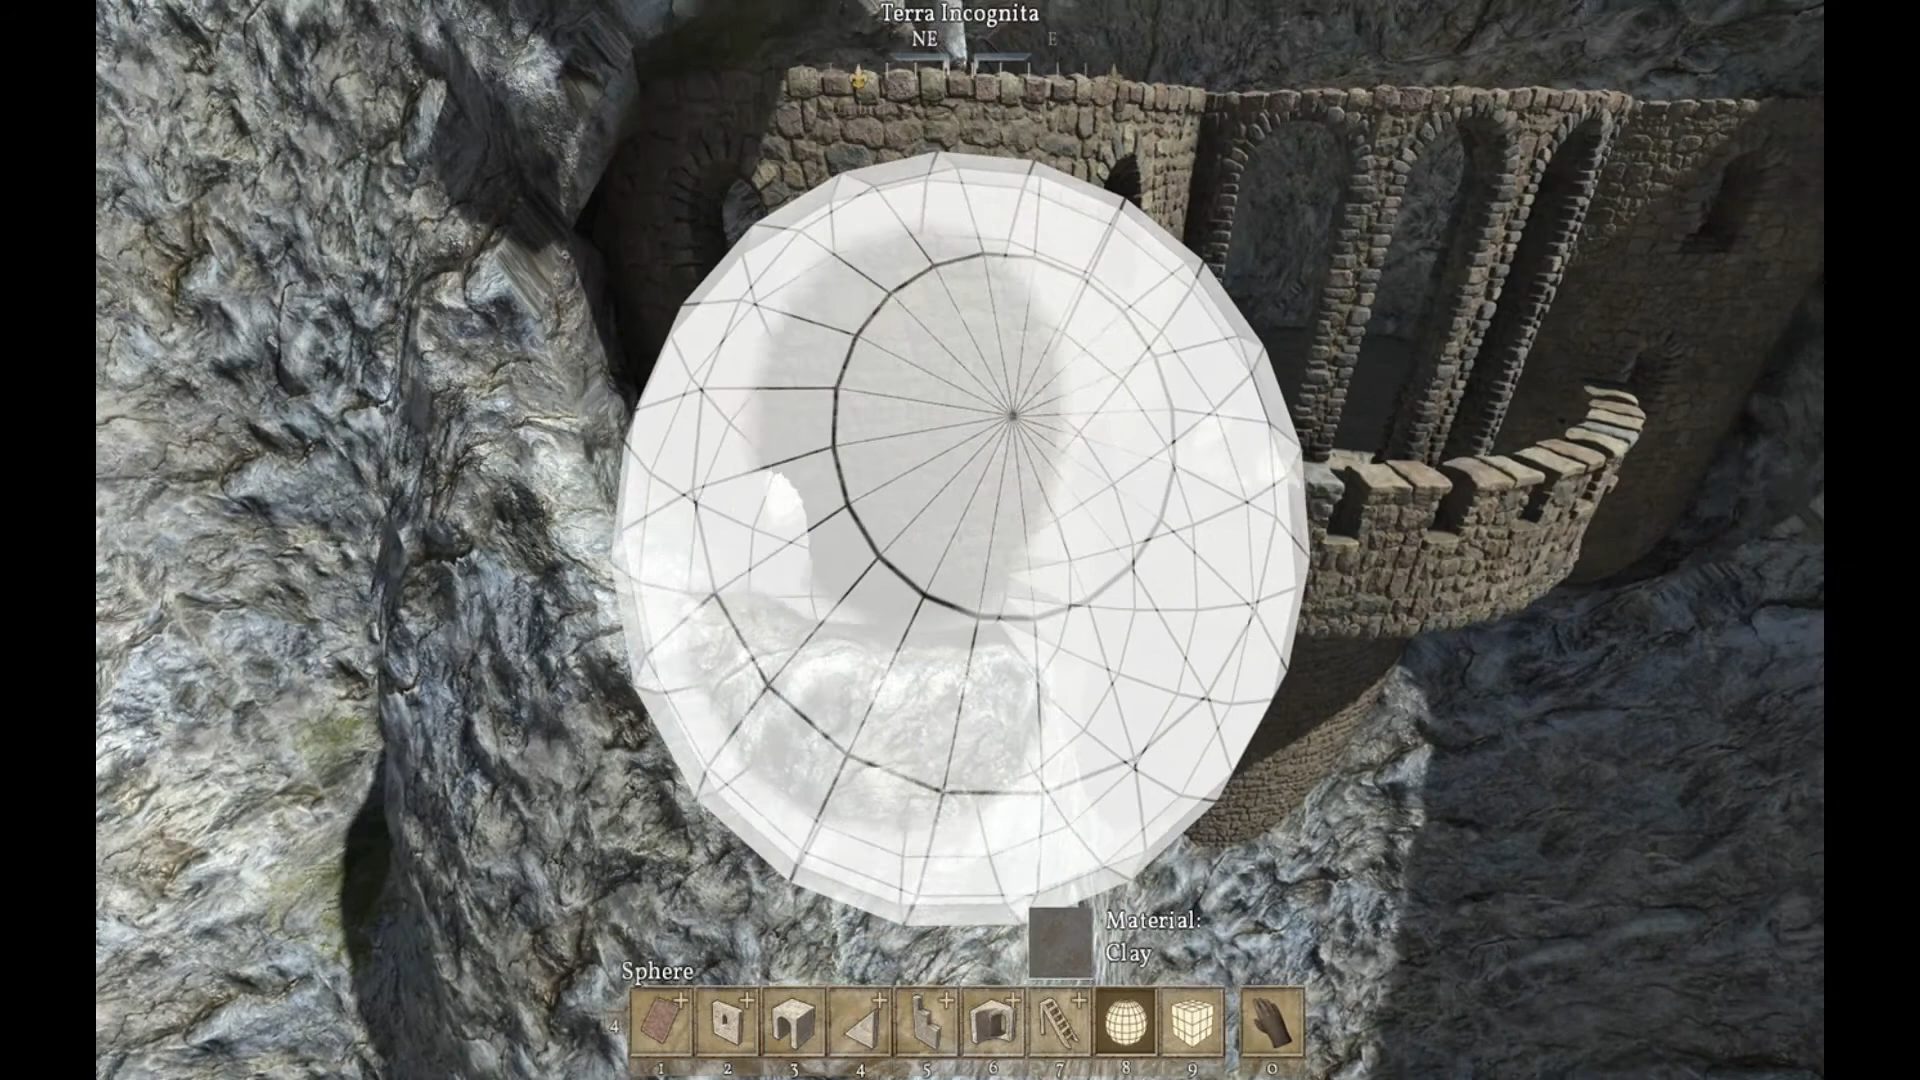 Terra Incognita
NE
E
Material:
Clay
Sphere
4
1 2 3 4 5 6 7 8 9 0